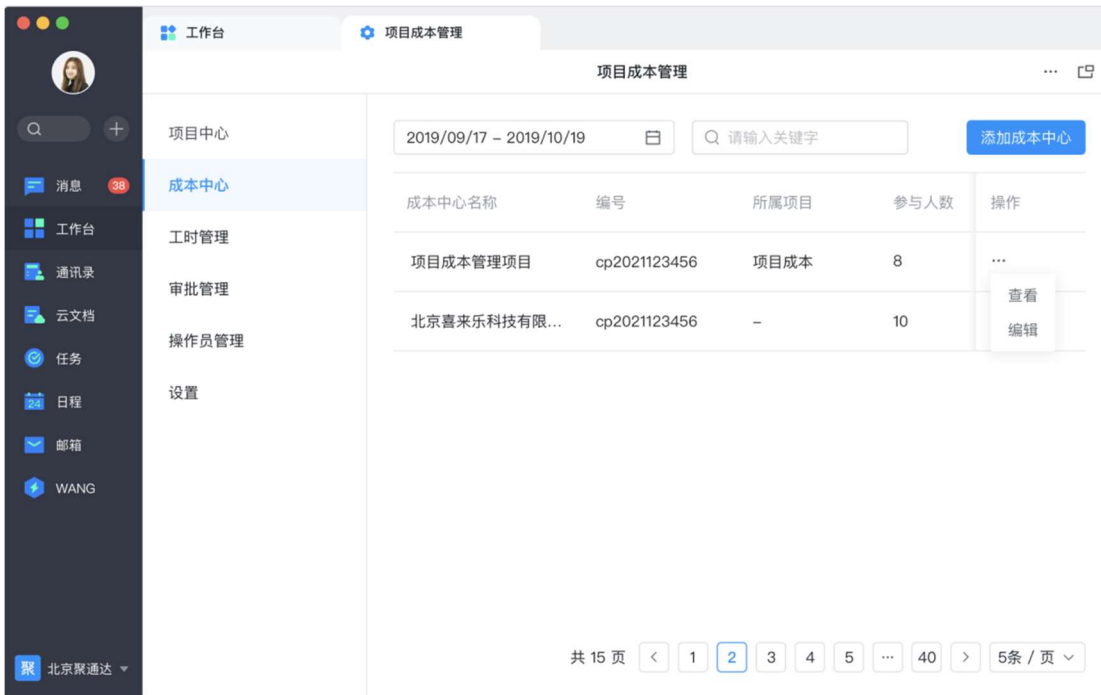 工作台
项目成本管理
项目成本管理
消息 38
工作台
通讯录
云文档
24
任务
日程
邮箱
WANG
聚 北京聚通达
项目中心
成本中心
工时管理
审批管理
操作员管理
设置
2019/09/17 – 2019/10/19
请输入关键字
添加成本中心
成本中心名称 编号 所属项目 参与人数 操作
项目成本管理项目 cp2021123456 项目成本 8 ...
查看
编辑
北京喜来乐科技有限... cp2021123456 – 10
共 15 页 < 1 2 3 4 5 ... 40 > 5条 / 页